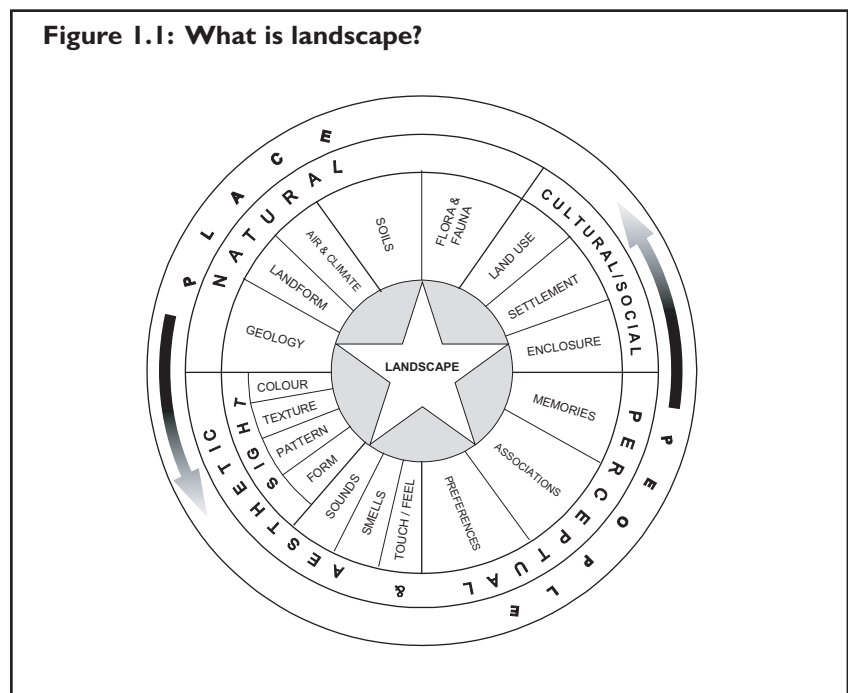 Figure 1.1: What is landscape?
PLACE
NATURAL
GEOLOGY
LANDFORM
AIR & CLIMATE
SOILS
FLORA &
FAUNA
CULTURAL/SOCIAL
LAND USE
SETTLEMENT
ENCLOSURE
LANDSCAPE
PEOPLE
AESTHETIC & PERCEPTUAL
SIGHT
COLOUR
TEXTURE
PATTERN
FORM
SOUNDS
SMELLS
TOUCH / FEEL
PREFERENCES
ASSOCIATIONS
MEMORIES